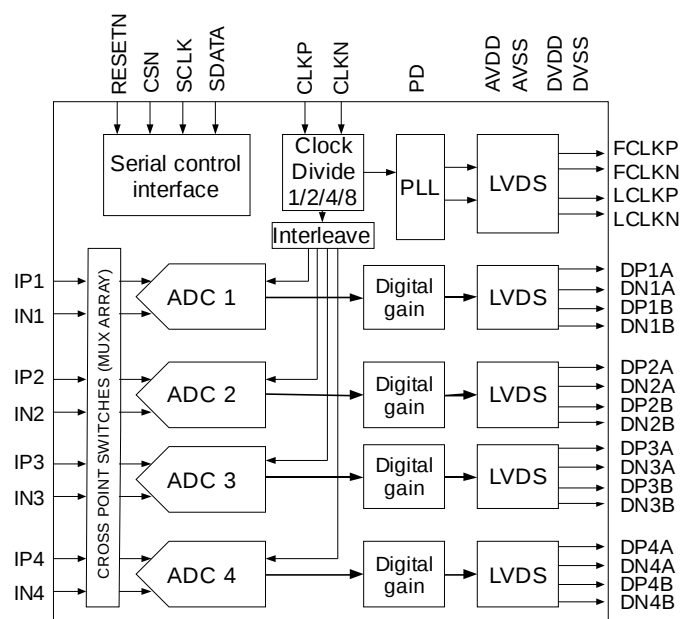 RESETN
CSN
SCLK
SDATA
CLKP
CLKN
PD
AVDD
AVSS
DVDD
DVSS
Serial control
interface
Clock
Divide
1/2/4/8
PLL
LVDS
FCLKP
FCLKN
LCLKP
LCLKN
Interleave
CROSS POINT SWITCHES (MUX ARRAY)
IP1
IN1
ADC 1
Digital
gain
LVDS
DP1A
DN1A
DP1B
DN1B
IP2
IN2
ADC 2
Digital
gain
LVDS
DP2A
DN2A
DP2B
DN2B
IP3
IN3
ADC 3
Digital
gain
LVDS
DP3A
DN3A
DP3B
DN3B
IP4
IN4
ADC 4
Digital
gain
LVDS
DP4A
DN4A
DP4B
DN4B